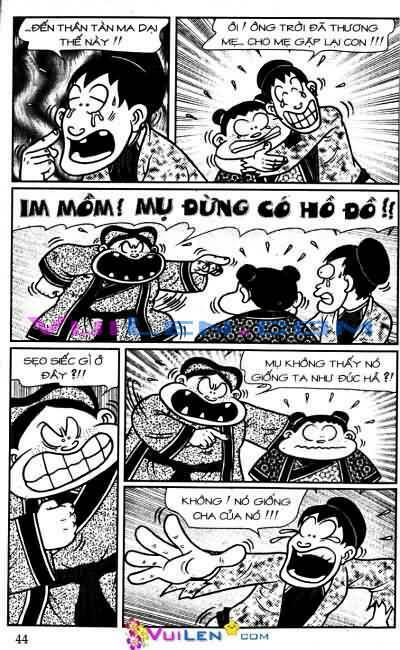 ...ĐẾN THẦN TÀN MA DẠI
THẾ NÀY !!
ÔI ! ÔNG TRỜI ĐÃ THƯƠNG
MẸ... CHO MẸ GẶP LẠI CON !!!
IM MỒM! MỤ ĐỪNG CÓ HỒ ĐỒ !!
VUILEN.COM
SẸO SIẾC GÌ Ở
ĐÂY ?!!
MỤ KHÔNG THẤY NÓ
GIỐNG TA NHƯ ĐÚC HẢ ?!
KHÔNG ! NÓ GIỐNG
CHA CỦA NÓ !!!
44
VUILEN.COM